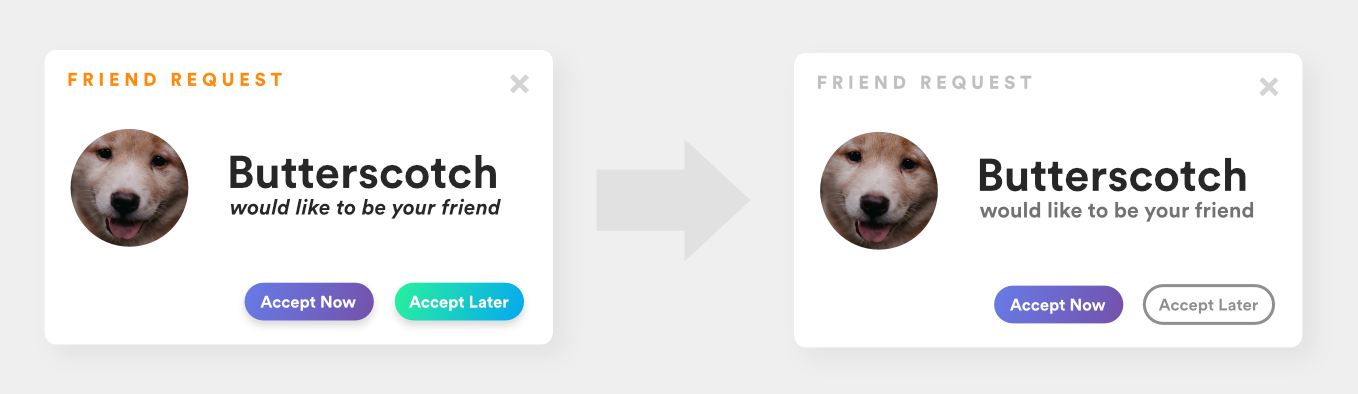 FRIEND REQUEST
Butterscotch
would like to be your friend
Accept Now
Accept Later
FRIEND REQUEST
Butterscotch
would like to be your friend
Accept Now
Accept Later